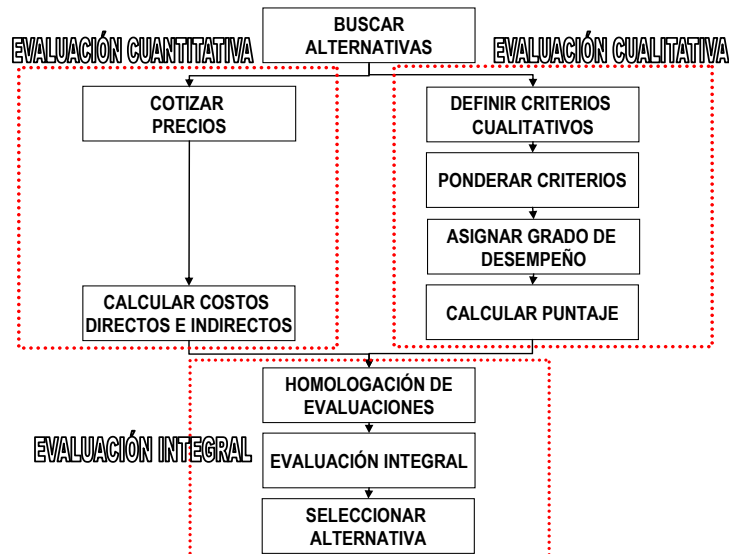 BUSCAR
ALTERNATIVAS
EVALUACIÓN CUANTITATIVA
COTIZAR
PRECIOS
CALCULAR COSTOS
DIRECTOS E INDIRECTOS
EVALUACIÓN CUALITATIVA
DEFINIR CRITERIOS
CUALITATIVOS
PONDERAR CRITERIOS
ASIGNAR GRADO DE
DESEMPEÑO
CALCULAR PUNTAJE
EVALUACIÓN INTEGRAL
HOMOLOGACIÓN DE
EVALUACIONES
EVALUACIÓN INTEGRAL
SELECCIONAR
ALTERNATIVA